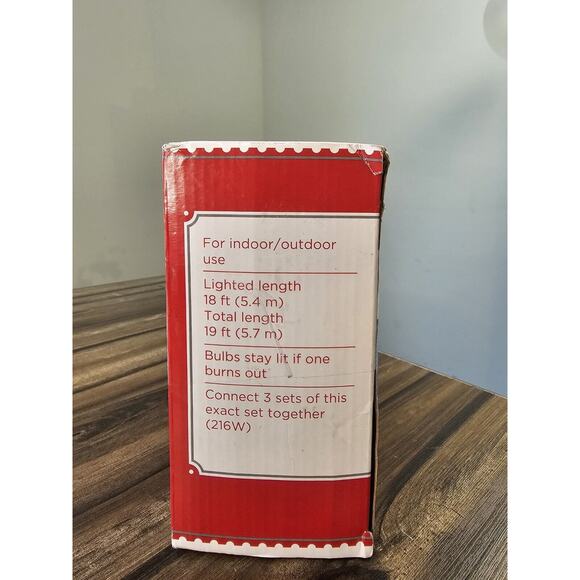 For indoor/outdoor
use
Lighted length
18 ft (5.4 m)
Total length
19 ft (5.7 m)
Bulbs stay lit if one
burns out
Connect 3 sets of this
exact set together
(216W)